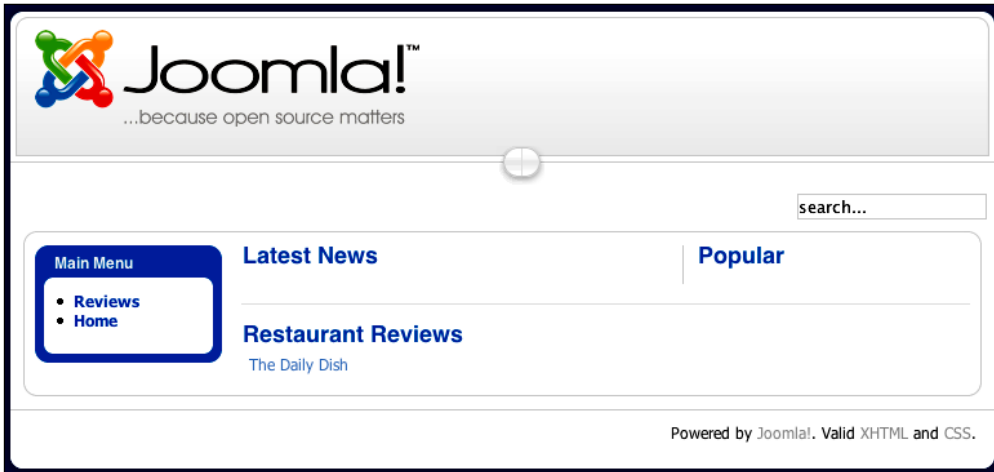 Joomla!™
...because open source matters
search...
Main Menu
Latest News
Popular
Reviews
Home
Restaurant Reviews
The Daily Dish
Powered by Joomla!. Valid XHTML and CSS.